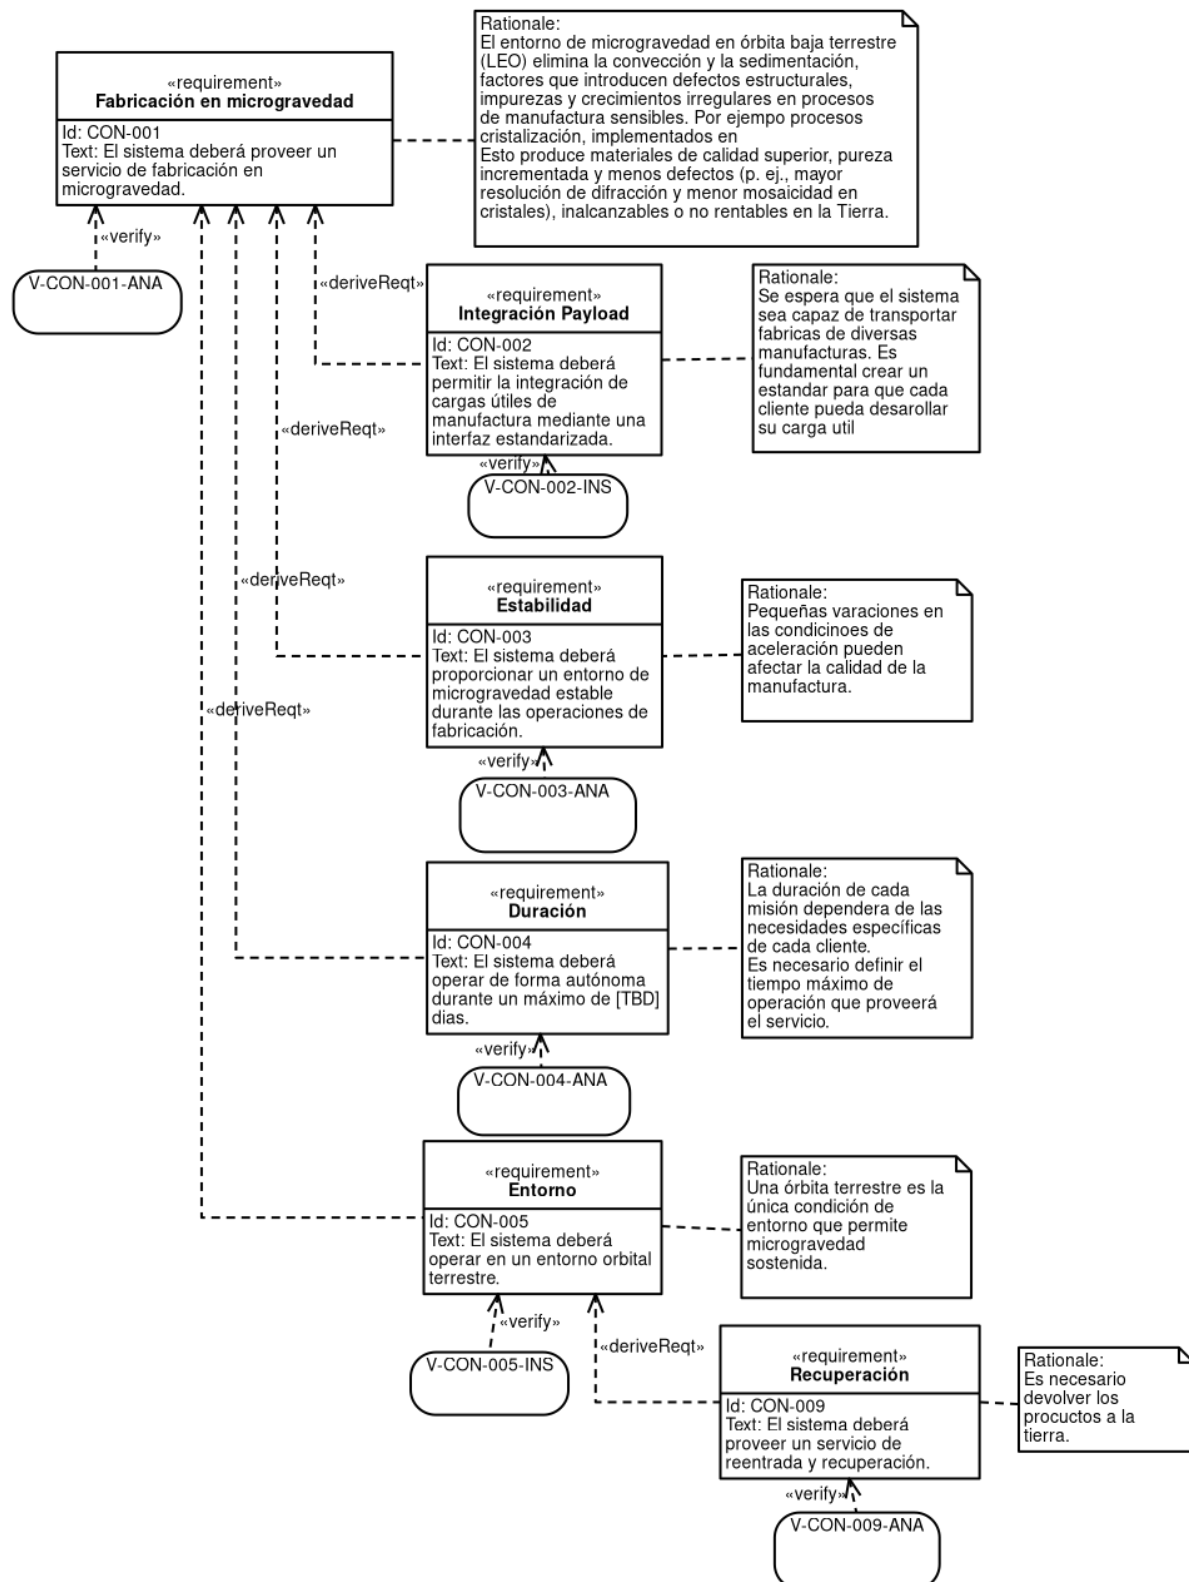 «requirement»
Fabricación en microgravedad
Id: CON-001
Text: El sistema deberá proveer un
servicio de fabricación en
microgravedad.
Rationale:
El entorno de microgravedad en órbita baja terrestre
(LEO) elimina la convección y la sedimentación,
factores que introducen defectos estructurales,
impurezas y crecimientos irregulares en procesos
de manufactura sensibles. Por ejempo procesos
cristalización, implementados en
Esto produce materiales de calidad superior, pureza
incrementada y menos defectos (p. ej., mayor
resolución de difracción y menor mosaicidad en
cristales), inalcanzables o no rentables en la Tierra.
«verify»
V-CON-001-ANA
«deriveReqt»
«requirement»
Integración Payload
Id: CON-002
Text: El sistema deberá
permitir la integración de
cargas útiles de
manufactura mediante una
interfaz estandarizada.
Rationale:
Se espera que el sistema
sea capaz de transportar
fabricas de diversas
manufacturas. Es
fundamental crear un
estandar para que cada
cliente pueda desarollar
su carga util
«deriveReqt»
«verify»
V-CON-002-INS
«deriveReqt»
«requirement»
Estabilidad
Id: CON-003
Text: El sistema deberá
proporcionar un entorno de
microgravedad estable
durante las operaciones de
fabricación.
Rationale:
Pequeñas varaciones en
las condicinoes de
aceleración pueden
afectar la calidad de la
manufactura.
«deriveReqt»
«verify»
V-CON-003-ANA
«requirement»
Duración
Id: CON-004
Text: El sistema deberá
operar de forma autónoma
durante un máximo de [TBD]
dias.
Rationale:
La duración de cada
misión dependera de las
necesidades específicas
de cada cliente.
Es necesario definir el
tiempo máximo de
operación que proveerá
el servicio.
«verify»
V-CON-004-ANA
«requirement»
Entorno
Id: CON-005
Text: El sistema deberá
operar en un entorno orbital
terrestre.
Rationale:
Una órbita terrestre es la
única condición de
entorno que permite
microgravedad
sostenida.
«verify»
V-CON-005-INS
«deriveReqt»
«requirement»
Recuperación
Id: CON-009
Text: El sistema deberá
proveer un servicio de
reentrada y recuperación.
Rationale:
Es necesario
devolver los
procuctos a la
tierra.
«verify»
V-CON-009-ANA